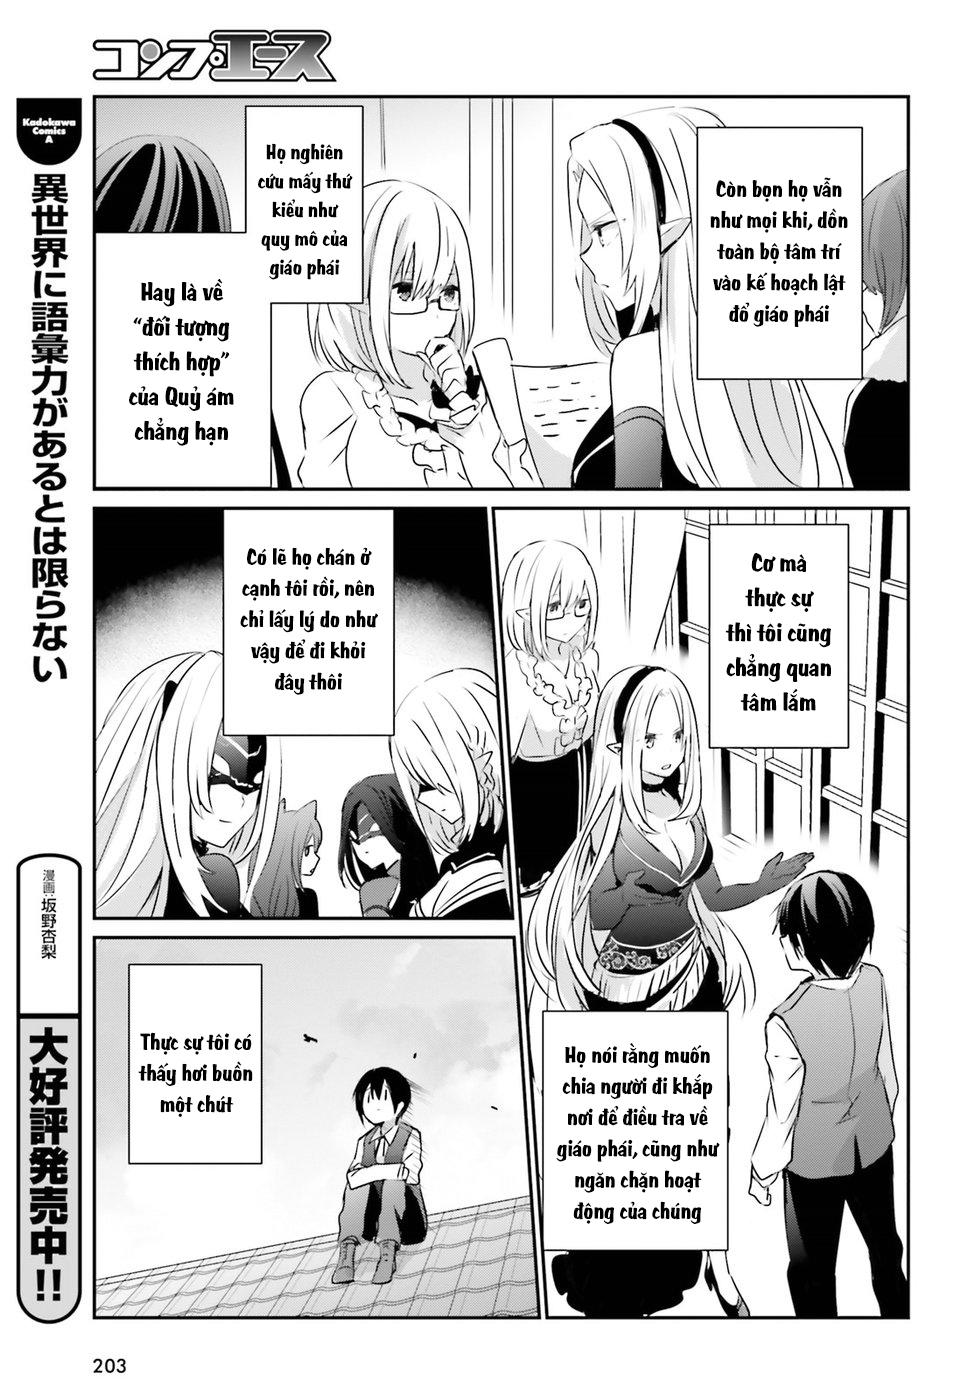 コンプエース
Kadokawa
Comics
A
異世界に語彙力があるとは限らない
漫画:坂野杏梨
大好評発売中!!
Còn bọn họ vẫn
như mọi khi, dồn
toàn bộ tâm trí
vào kế hoạch lật
đổ giáo phái
Họ nghiên
cứu mấy thứ
kiểu như
quy mô của
giáo phái
Hay là về
“đối tượng
thích hợp”
của Quỷ ám
chẳng hạn
Cơ mà
thực sự
thì tôi cũng
chẳng quan
tâm lắm
Họ nói rằng muốn
chia người đi khắp
nơi để điều tra về
giáo phái, cũng như
ngăn chặn hoạt
động của chúng
Có lẽ họ chán ở
cạnh tôi rồi, nên
chỉ lấy lý do như
vậy để đi khỏi
đây thôi
Thực sự tôi có
thấy hơi buồn
một chút
203